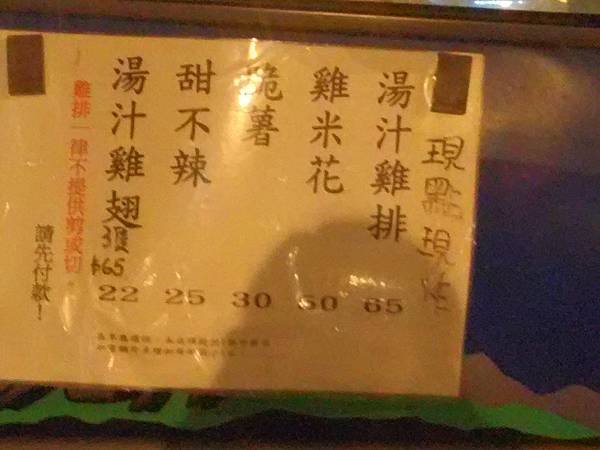 現點現炸
湯汁雞排
65
雞米花
50
脆薯
30
甜不辣
25
湯汁雞翅
3隻
$65
22
雞排一律不提供剪或切。
請先付款！